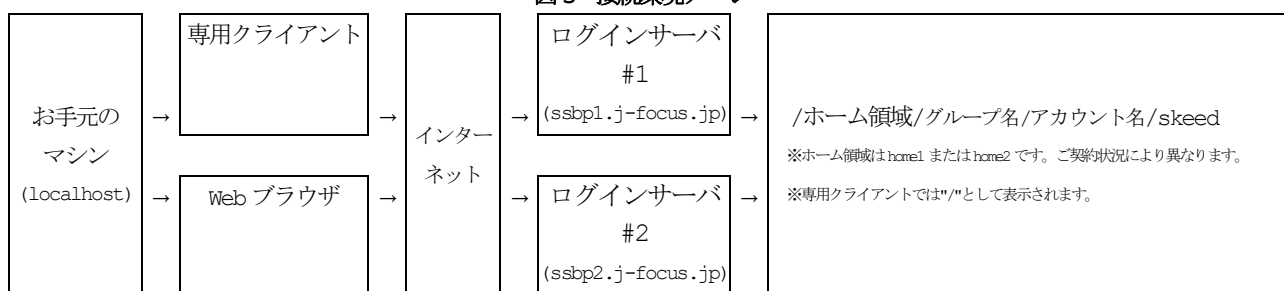 お手元の
マシン
(localhost)
→
→
専用クライアント
Web ブラウザ
→
→
インター
ネット
→
→
ログインサーバ
#1
(ssbp1.j-focus.jp)
ログインサーバ
#2
(ssbp2.j-focus.jp)
→
→
/ホーム領域/グループ名/アカウント名/skeed
※ホーム領域は home1 または home2 です。ご契約状況により異なります。
※専用クライアントでは"/"として表示されます。